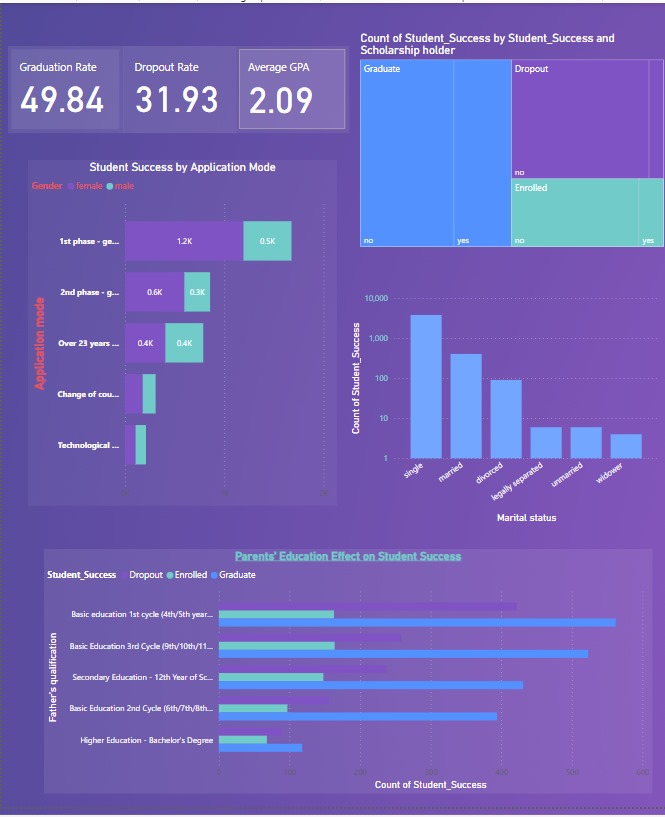 Count of Student_Success by Student_Success and
Scholarship holder
Graduation Rate
49.84
Dropout Rate
31.93
Average GPA
2.09
Graduate
no
yes
Dropout
no
Enrolled
no
yes
Student Success by Application Mode
Gender female male
Application mode
1st phase - ge...
1.2K
0.5K
2nd phase - g...
0.6K
0.3K
Over 23 years ...
0.4K
0.4K
Change of cou...
Technological ...
Count of Student_Success
10,000
1,000
100
10
1
single
married
divorced
legally separated
unmarried
widower
Marital status
Parents' Education Effect on Student Success
Student_Success Dropout Enrolled Graduate
Father's qualification
Basic education 1st cycle (4th/5th year...
Basic Education 3rd Cycle (9th/10th/11...
Secondary Education - 12th Year of Sc...
Basic Education 2nd Cycle (6th/7th/8th...
Higher Education - Bachelor's Degree
0 100 200 300 400 500 600
Count of Student_Success